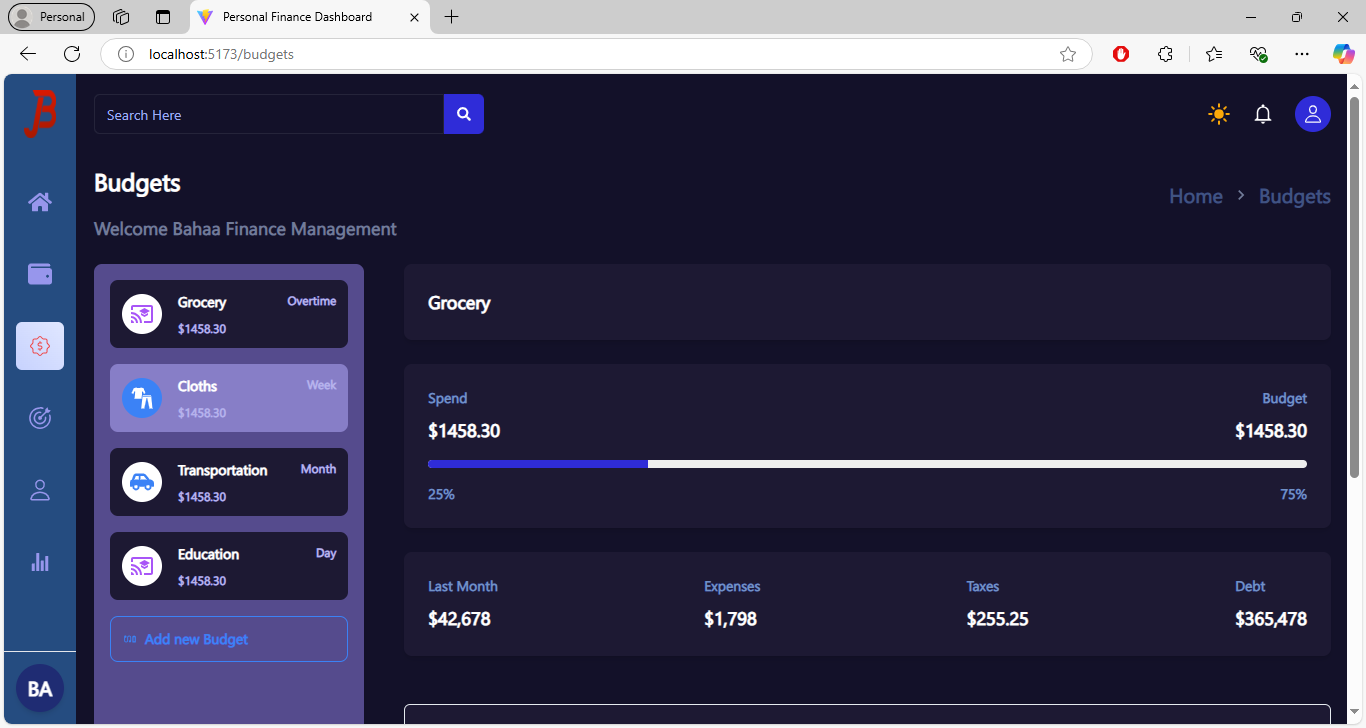 Personal
Personal Finance Dashboard
localhost:5173/budgets
B
Search Here
Budgets
Home > Budgets
Welcome Bahaa Finance Management
Grocery
Overtime
$1458.30
Cloths
Week
$1458.30
Transportation
Month
$1458.30
Education
Day
$1458.30
Add new Budget
BA
Grocery
Spend
Budget
$1458.30
$1458.30
25%
75%
Last Month
Expenses
Taxes
Debt
$42,678
$1,798
$255.25
$365,478